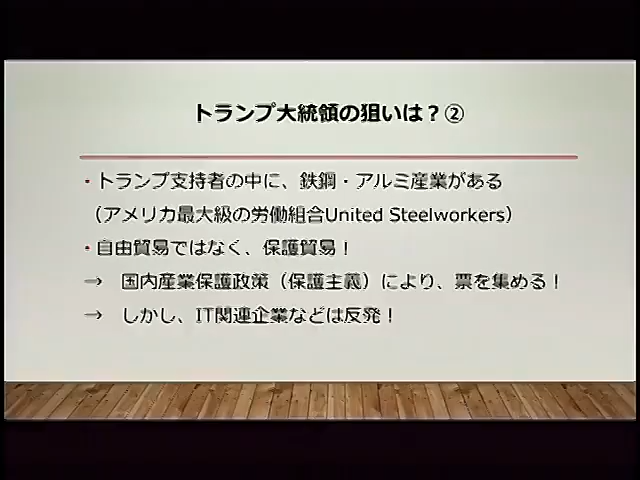 トランプ大統領の狙いは？②
・トランプ支持者の中に、鉄鋼・アルミ産業がある
（アメリカ最大級の労働組合United Steelworkers）
・自由貿易ではなく、保護貿易！
→　国内産業保護政策（保護主義）により、票を集める！
→　しかし、IT関連企業などは反発！